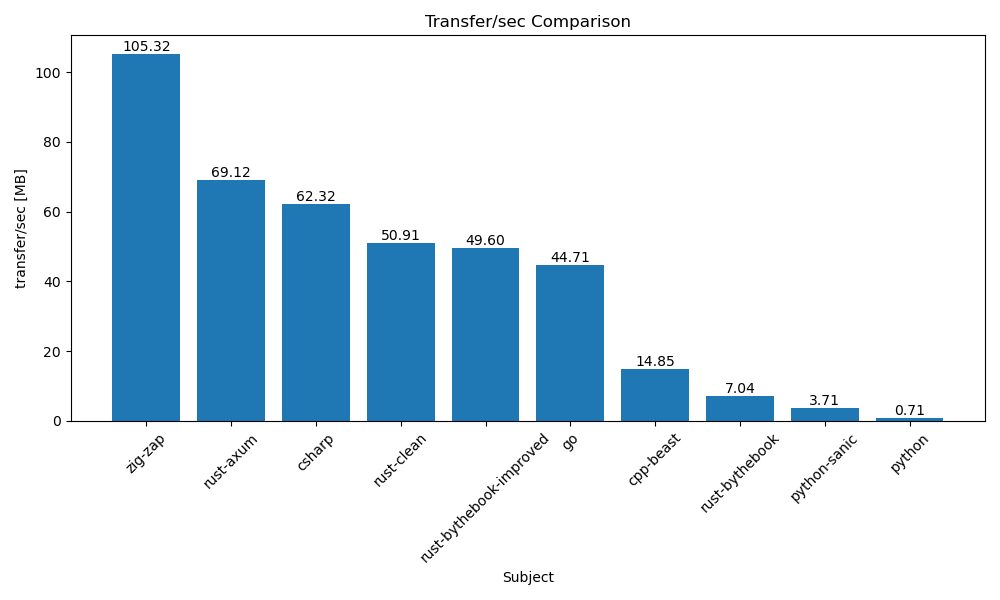 Transfer/sec Comparison
transfer/sec [MB]
100
80
60
40
20
0
105.32
69.12
62.32
50.91
49.60
44.71
14.85
7.04
3.71
0.71
zig-zap
rust-axum
csharp
rust-clean
rust-bythebook-improved
go
cpp-beast
rust-bythebook
python-sanic
python
Subject